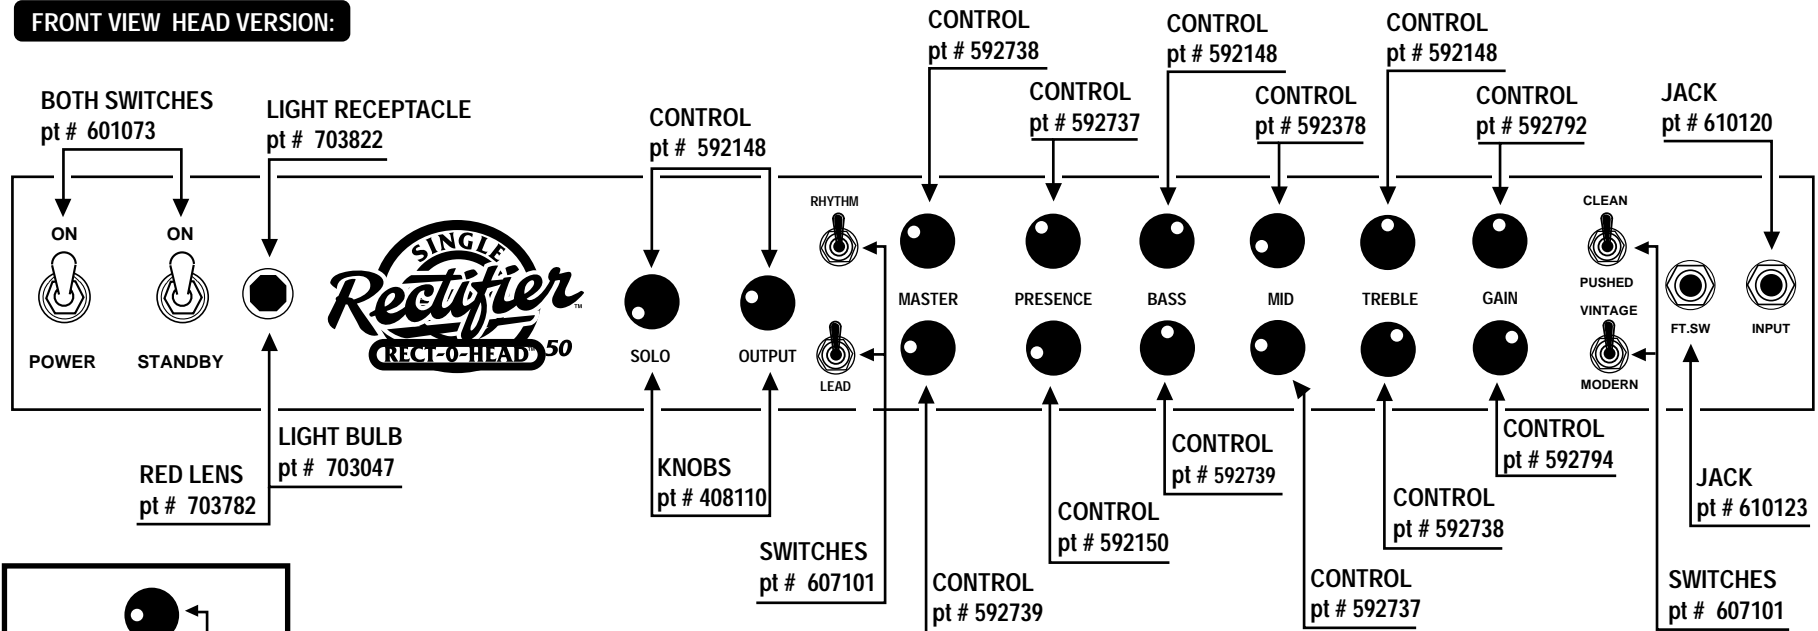 FRONT VIEW HEAD VERSION:
CONTROL
pt # 592738
CONTROL
pt # 592148
CONTROL
pt # 592148
BOTH SWITCHES
pt # 601073
LIGHT RECEPTACLE
pt # 703822
CONTROL
pt # 592148
CONTROL
pt # 592737
CONTROL
pt # 592378
CONTROL
pt # 592792
JACK
pt # 610120
ON
ON
RHYTHM
CLEAN
SINGLE
Rectifier™
RECT-O-HEAD™ 50
MASTER
PRESENCE
BASS
MID
TREBLE
GAIN
PUSHED
VINTAGE
FT.SW
INPUT
POWER
STANDBY
SOLO
OUTPUT
LEAD
MODERN
LIGHT BULB
pt # 703047
RED LENS
pt # 703782
KNOBS
pt # 408110
CONTROL
pt # 592739
CONTROL
pt # 592794
JACK
pt # 610123
CONTROL
pt # 592150
CONTROL
pt # 592738
SWITCHES
pt # 607101
CONTROL
pt # 592739
CONTROL
pt # 592737
SWITCHES
pt # 607101